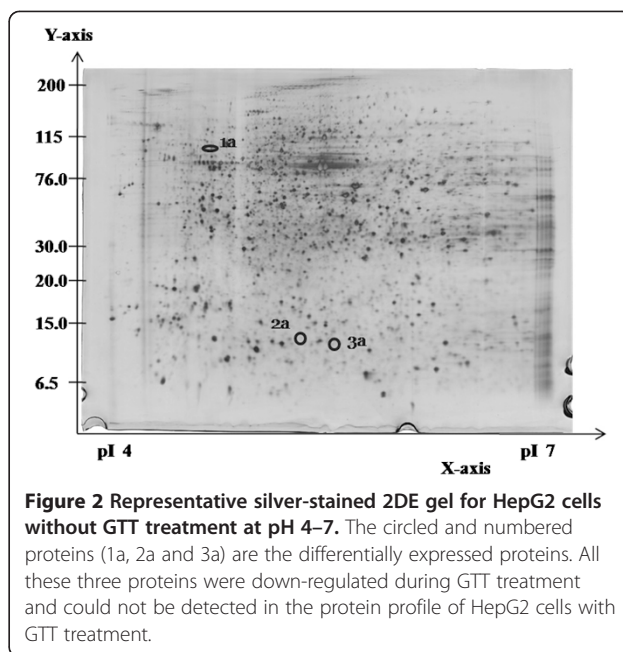 Y-axis
200
115
1a
76.0
30.0
20.0
15.0
2a
3a
6.5
pI 4
pI 7
X-axis
Figure 2 Representative silver-stained 2DE gel for HepG2 cells
without GTT treatment at pH 4–7. The circled and numbered
proteins (1a, 2a and 3a) are the differentially expressed proteins. All
these three proteins were down-regulated during GTT treatment
and could not be detected in the protein profile of HepG2 cells with
GTT treatment.